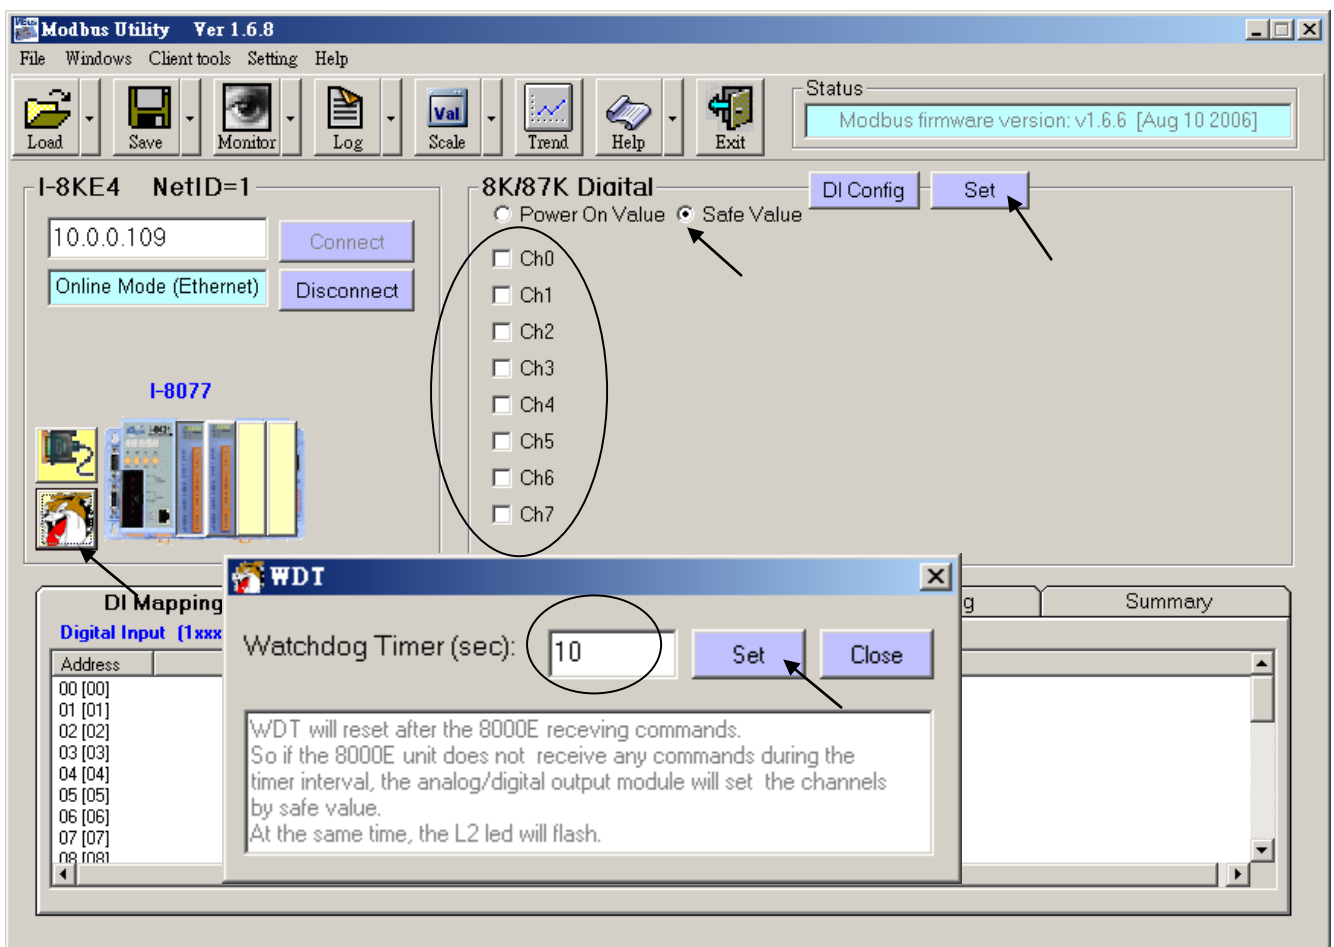 Modbus Utility Ver 1.6.8
File Windows Client tools Setting Help
Load Save Monitor Log Val Scale Trend Help Exit
Status
Modbus firmware version: v1.6.6 [Aug 10 2006]
I-8KE4 NetID=1
10.0.0.109
Connect
Online Mode (Ethernet)
Disconnect
I-8077
8K/87K Digital
DI Config
Set
Power On Value
Safe Value
Ch0
Ch1
Ch2
Ch3
Ch4
Ch5
Ch6
Ch7
WDT
Watchdog Timer (sec):
10
Set
Close
WDT will reset after the 8000E receving commands.
So if the 8000E unit does not receive any commands during the
timer interval, the analog/digital output module will set the channels
by safe value.
At the same time, the L2 led will flash.
DI Mapping
g
Summary
Digital Input (1xxx
Address
00 [00]
01 [01]
02 [02]
03 [03]
04 [04]
05 [05]
06 [06]
07 [07]
08 [08]